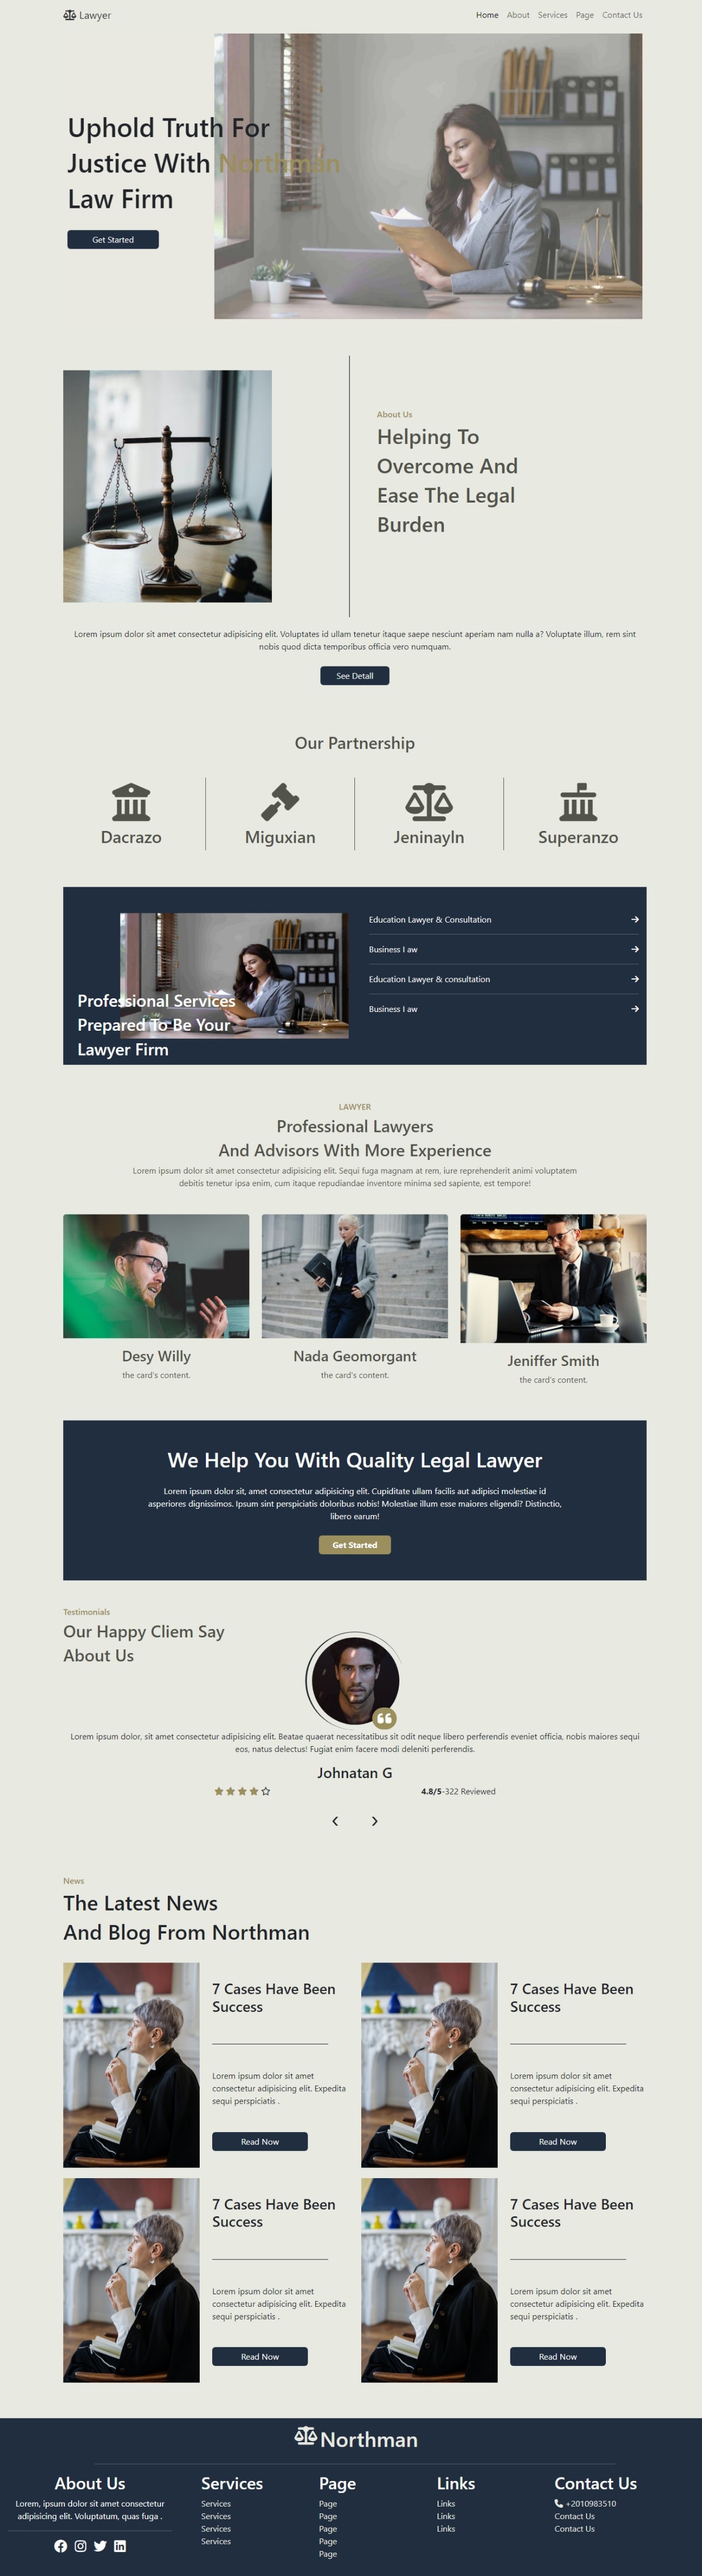 Lawyer
Home About Services Page Contact Us
Uphold Truth For
Justice With Northman
Law Firm
Get Started
About Us
Helping To
Overcome And
Ease The Legal
Burden
Lorem ipsum dolor sit amet consectetur adipisicing elit. Voluptates id ullam tenetur itaque saepe nesciunt aperiam nam nulla a? Voluptate illum, rem sint
nobis quod dicta temporibus officia vero numquam.
See Detall
Our Partnership
Dacrazo
Miguxian
Jeninayln
Superanzo
Professional Services
Prepared To Be Your
Lawyer Firm
Education Lawyer & Consultation
Business I aw
Education Lawyer & consultation
Business I aw
LAWYER
Professional Lawyers
And Advisors With More Experience
Lorem ipsum dolor sit amet consectetur adipisicing elit. Sequi fuga magnam at rem, iure reprehenderit animi voluptatem
debitis tenetur ipsa enim, cum itaque repudiandae inventore minima sed sapiente, est tempore!
Desy Willy
the card's content.
Nada Geomorgant
the card's content.
Jeniffer Smith
the card's content.
We Help You With Quality Legal Lawyer
Lorem ipsum dolor sit, amet consectetur adipisicing elit. Cupiditate ullam facilis aut adipisci molestiae id
asperiores dignissimos. Ipsum sint perspiciatis doloribus nobis! Molestiae illum esse maiores eligendi? Distinctio,
libero earum!
Get Started
Testimonials
Our Happy Cliem Say
About Us
Lorem ipsum dolor, sit amet consectetur adipisicing elit. Beatae quaerat necessitatibus sit odit neque libero perferendis eveniet officia, nobis maiores sequi
eos, natus delectus! Fugiat enim facere modi deleniti perferendis.
Johnatan G
4.8/5-322 Reviewed
News
The Latest News
And Blog From Northman
7 Cases Have Been
Success
Lorem ipsum dolor sit amet
consectetur adipisicing elit. Expedita
sequi perspiciatis .
Read Now
7 Cases Have Been
Success
Lorem ipsum dolor sit amet
consectetur adipisicing elit. Expedita
sequi perspiciatis .
Read Now
7 Cases Have Been
Success
Lorem ipsum dolor sit amet
consectetur adipisicing elit. Expedita
sequi perspiciatis .
Read Now
7 Cases Have Been
Success
Lorem ipsum dolor sit amet
consectetur adipisicing elit. Expedita
sequi perspiciatis .
Read Now
Northman
About Us
Lorem, ipsum dolor sit amet consectetur
adipisicing elit. Voluptatum, quas fuga .
Services
Services
Services
Services
Services
Page
Page
Page
Page
Page
Page
Links
Links
Links
Links
Contact Us
+2010983510
Contact Us
Contact Us